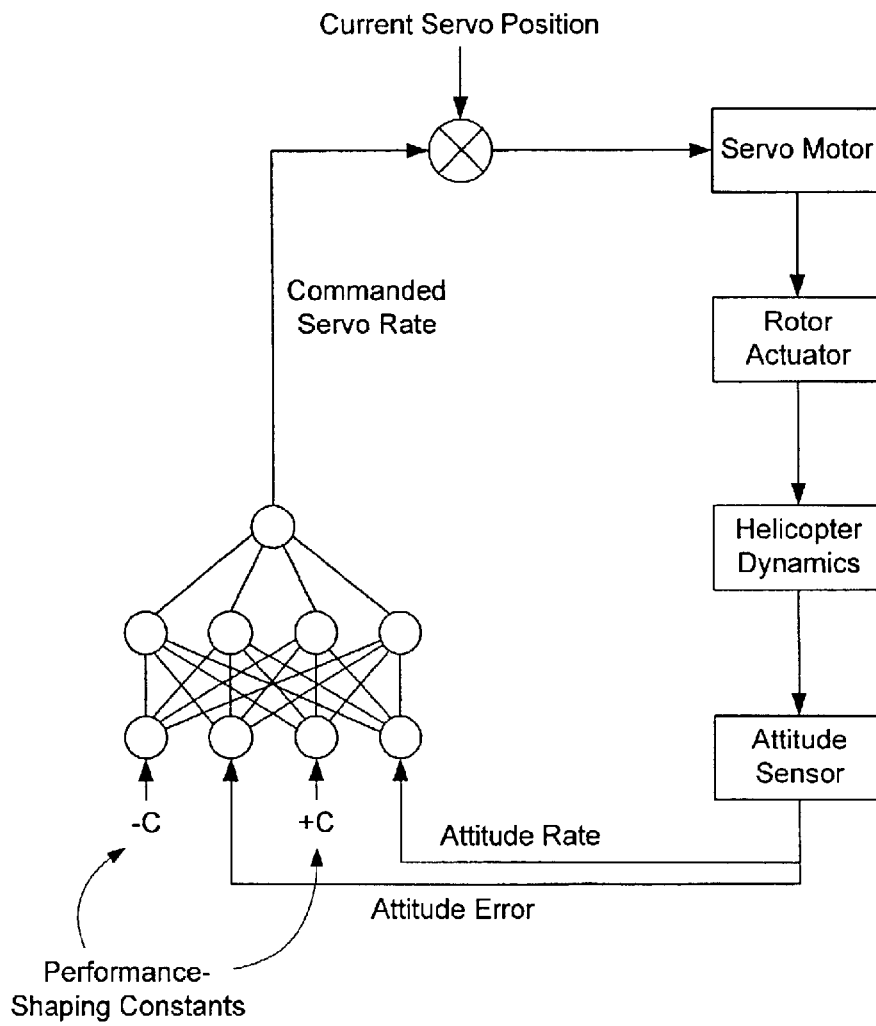 Current Servo Position
Servo Motor
Commanded
Servo Rate
Rotor
Actuator
Helicopter
Dynamics
Attitude
Sensor
-C
+C
Attitude Rate
Attitude Error
Performance-
Shaping Constants